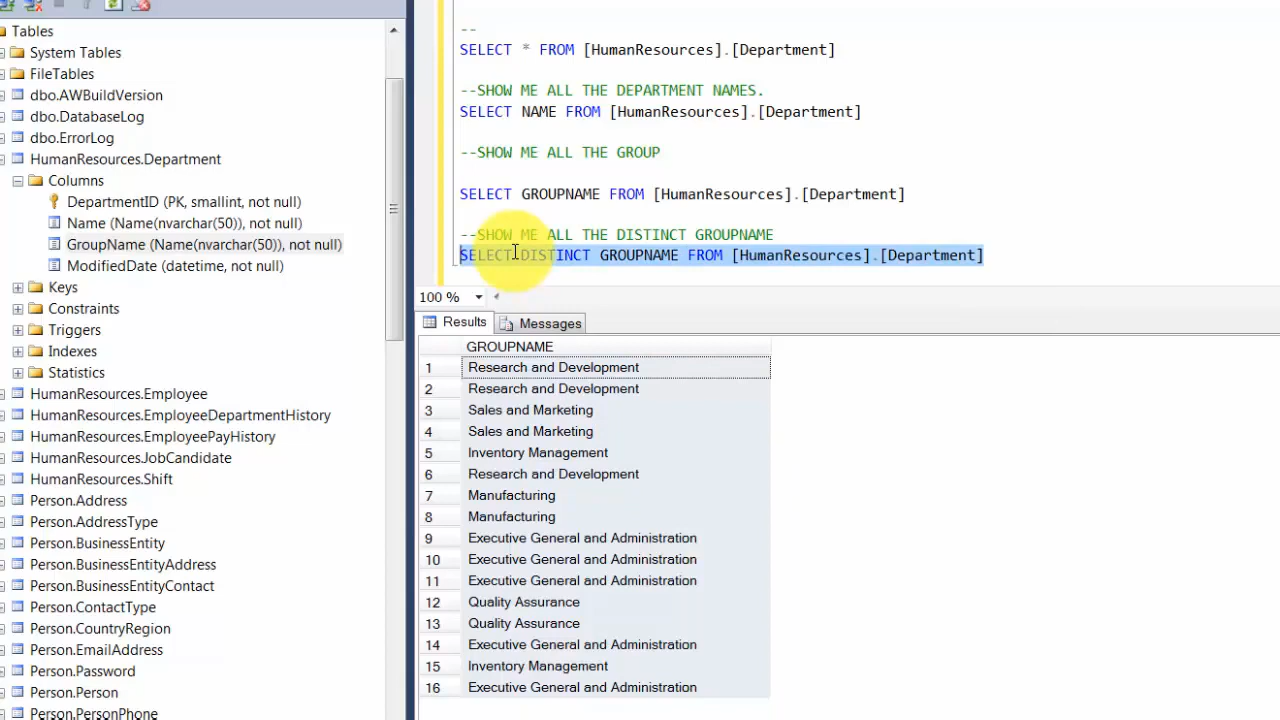 Tables
System Tables
FileTables
dbo.AWBuildVersion
dbo.DatabaseLog
dbo.ErrorLog
HumanResources.Department
Columns
DepartmentID (PK, smallint, not null)
Name (Name(nvarchar(50)), not null)
GroupName (Name(nvarchar(50)), not null)
ModifiedDate (datetime, not null)
Keys
Constraints
Triggers
Indexes
Statistics
HumanResources.Employee
HumanResources.EmployeeDepartmentHistory
HumanResources.EmployeePayHistory
HumanResources.JobCandidate
HumanResources.Shift
Person.Address
Person.AddressType
Person.BusinessEntity
Person.BusinessEntityAddress
Person.BusinessEntityContact
Person.ContactType
Person.CountryRegion
Person.EmailAddress
Person.Password
Person.Person
Person.PersonPhone
--
SELECT * FROM [HumanResources].[Department]
--SHOW ME ALL THE DEPARTMENT NAMES.
SELECT NAME FROM [HumanResources].[Department]
--SHOW ME ALL THE GROUP
SELECT GROUPNAME FROM [HumanResources].[Department]
--SHOW ME ALL THE DISTINCT GROUPNAME
SELECT DISTINCT GROUPNAME FROM [HumanResources].[Department]
100 %
Results Messages
GROUPNAME
1 Research and Development
2 Research and Development
3 Sales and Marketing
4 Sales and Marketing
5 Inventory Management
6 Research and Development
7 Manufacturing
8 Manufacturing
9 Executive General and Administration
10 Executive General and Administration
11 Executive General and Administration
12 Quality Assurance
13 Quality Assurance
14 Executive General and Administration
15 Inventory Management
16 Executive General and Administration